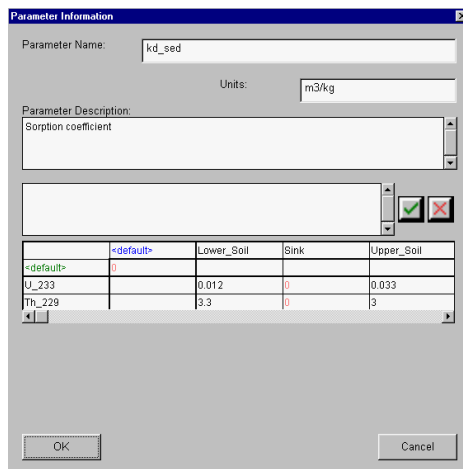 Parameter Information
Parameter Name: kd_sed
Units: m3/kg
Parameter Description:
Sorption coefficient
<default> Lower_Soil Sink Upper_Soil
<default> 0
U_233 0.012 0 0.033
Th_229 3.3 0 3
OK Cancel